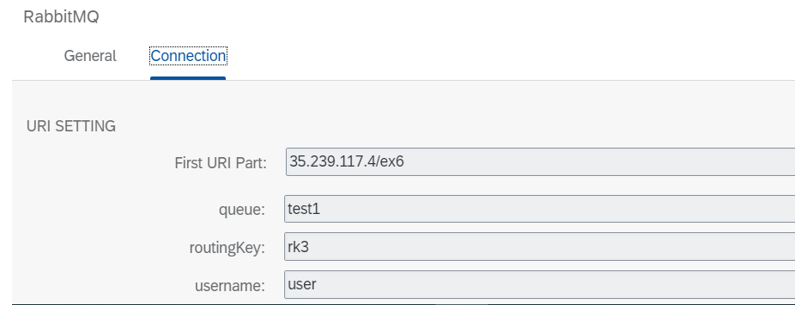 RabbitMQ
General Connection
URI SETTING
First URI Part: 35.239.117.4/ex6
queue: test1
routingKey: rk3
username: user